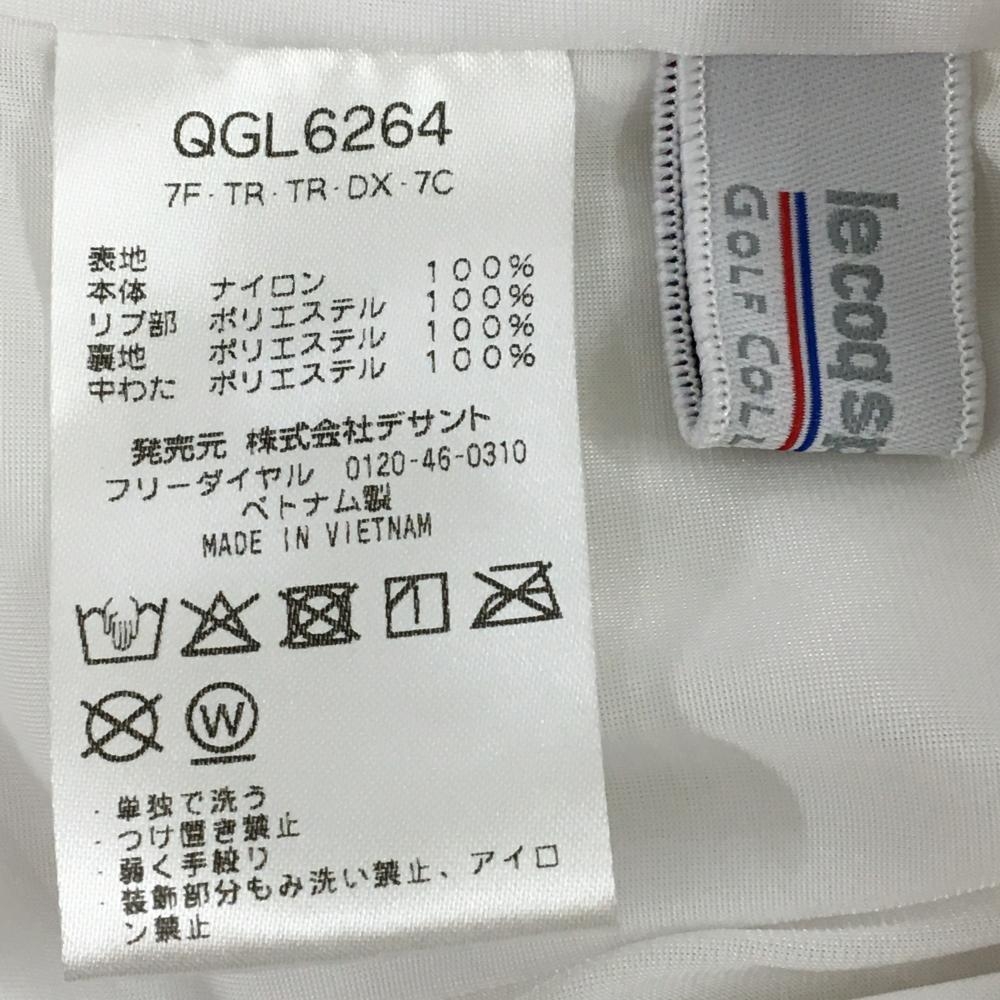 QGL6264
7F·TR·TR·DX·7C
表地
本体 ナイロン 100%
リブ部 ポリエステル 100%
裏地 ポリエステル 100%
中わた ポリエステル 100%
発売元 株式会社デサント
フリーダイヤル 0120-46-0310
ベトナム製
MADE IN VIETNAM
W
· 単独で洗う
· つけ置き禁止
· 弱く手絞り
· 装飾部分もみ洗い禁止、アイロ
ン禁止
lecoq s
GOLF COL